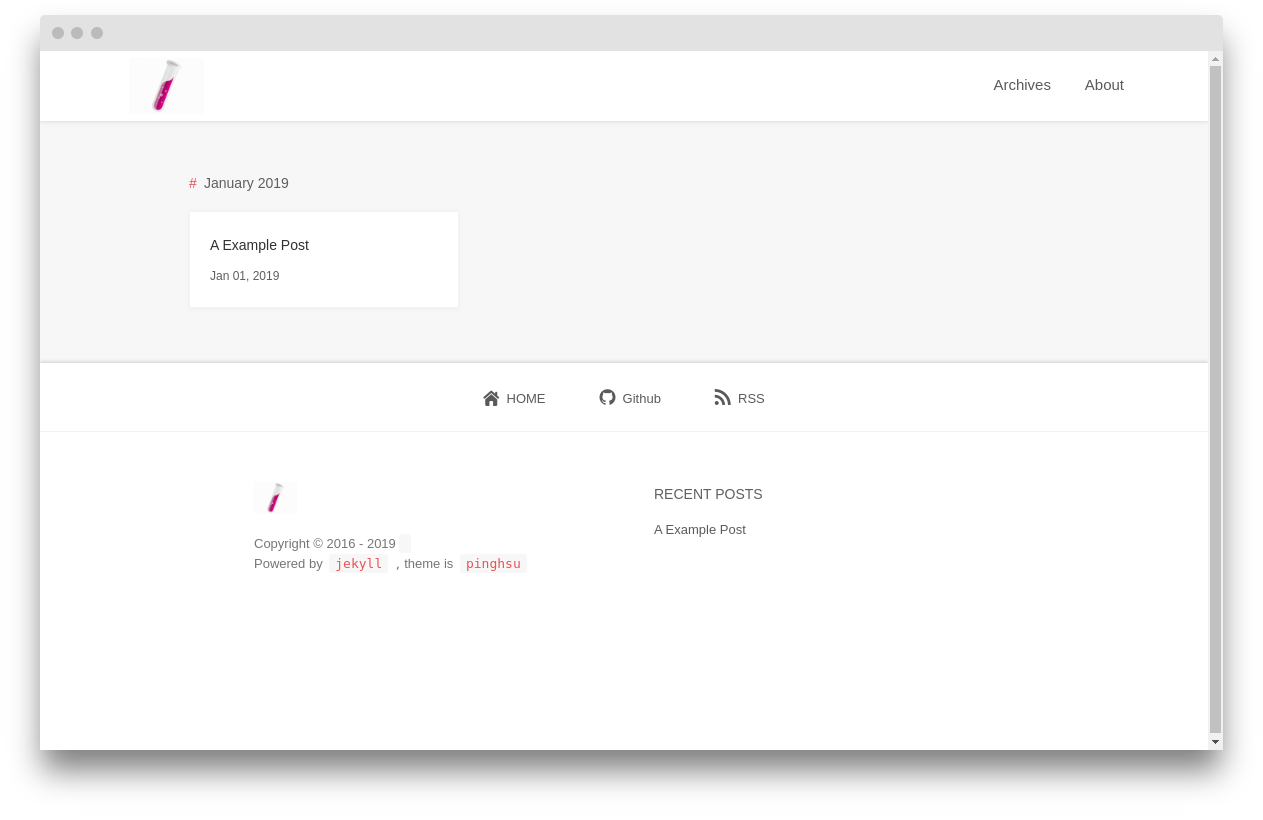 Archives About
# January 2019
A Example Post
Jan 01, 2019
HOME Github RSS
RECENT POSTS
A Example Post
Copyright © 2016 - 2019
Powered by jekyll , theme is pinghsu